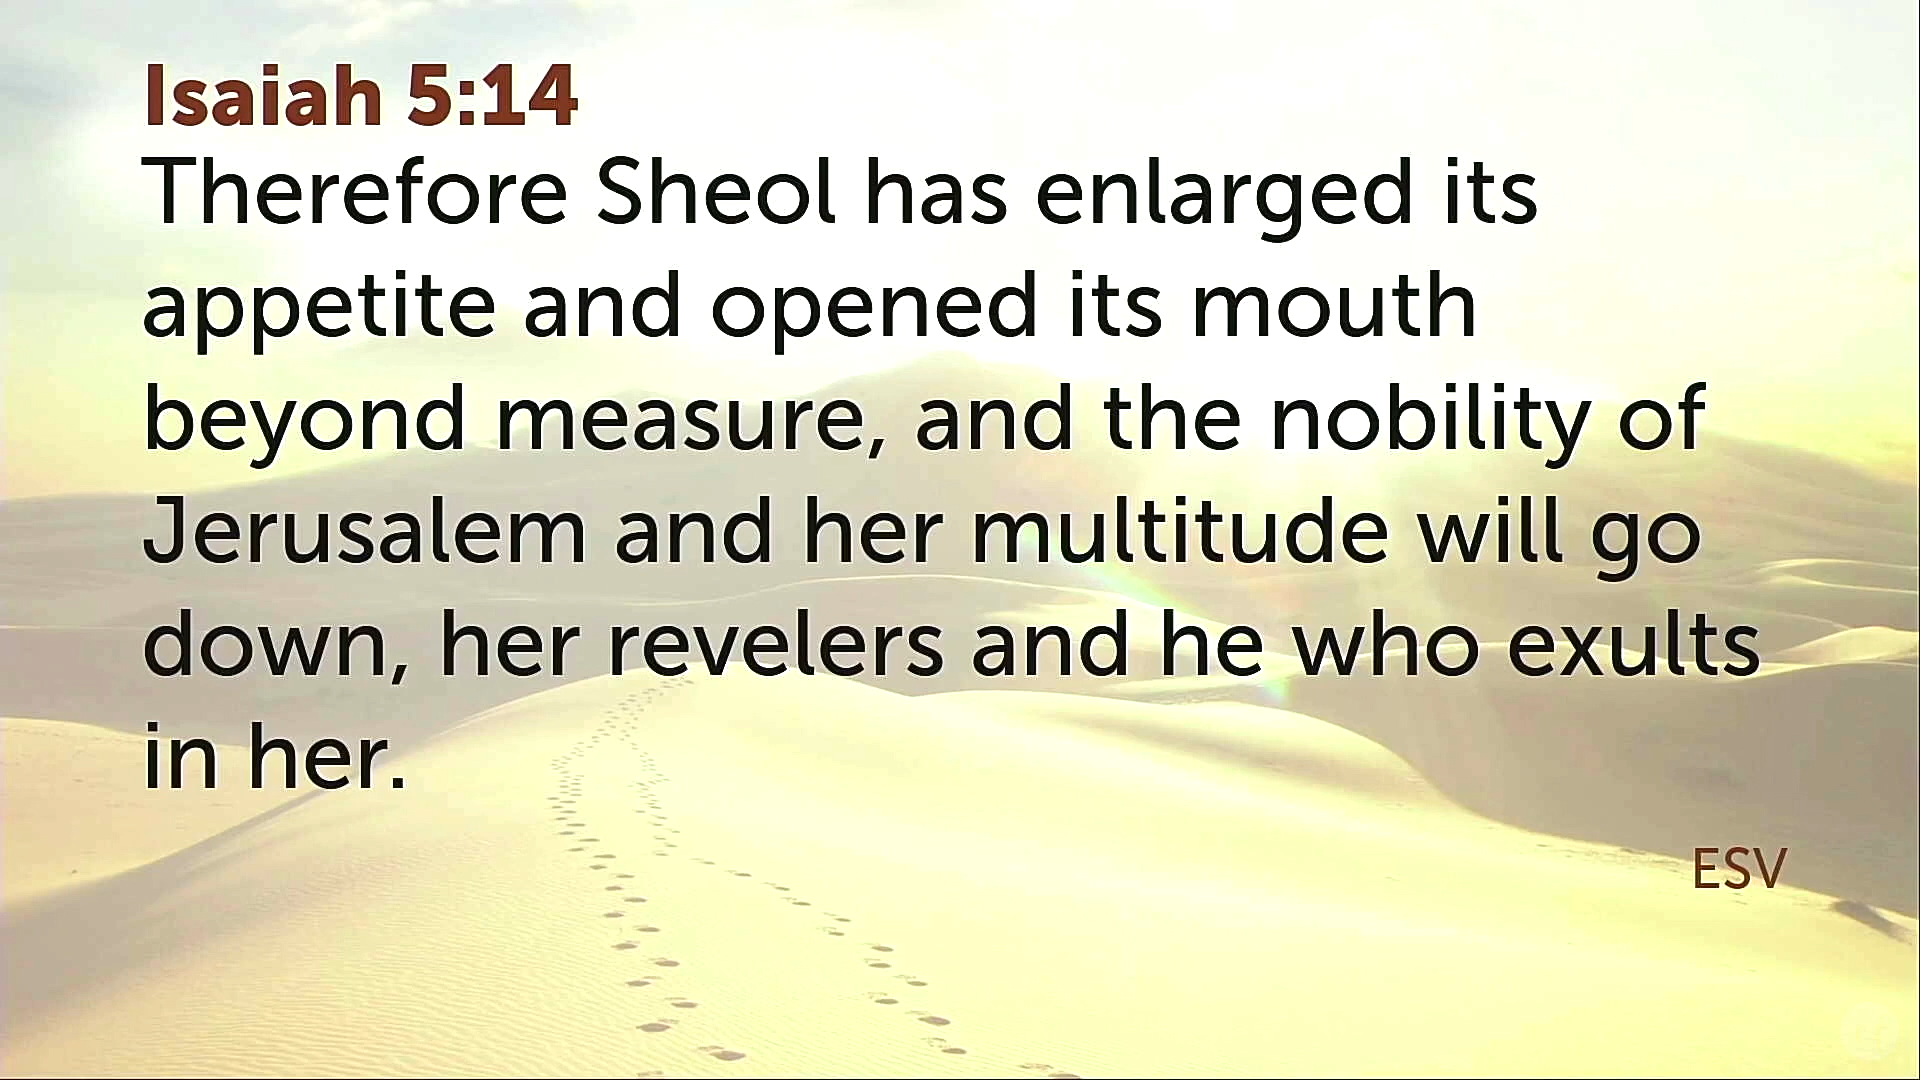 Isaiah 5:14
Therefore Sheol has enlarged its
appetite and opened its mouth
beyond measure, and the nobility of
Jerusalem and her multitude will go
down, her revelers and he who exults
in her.
ESV